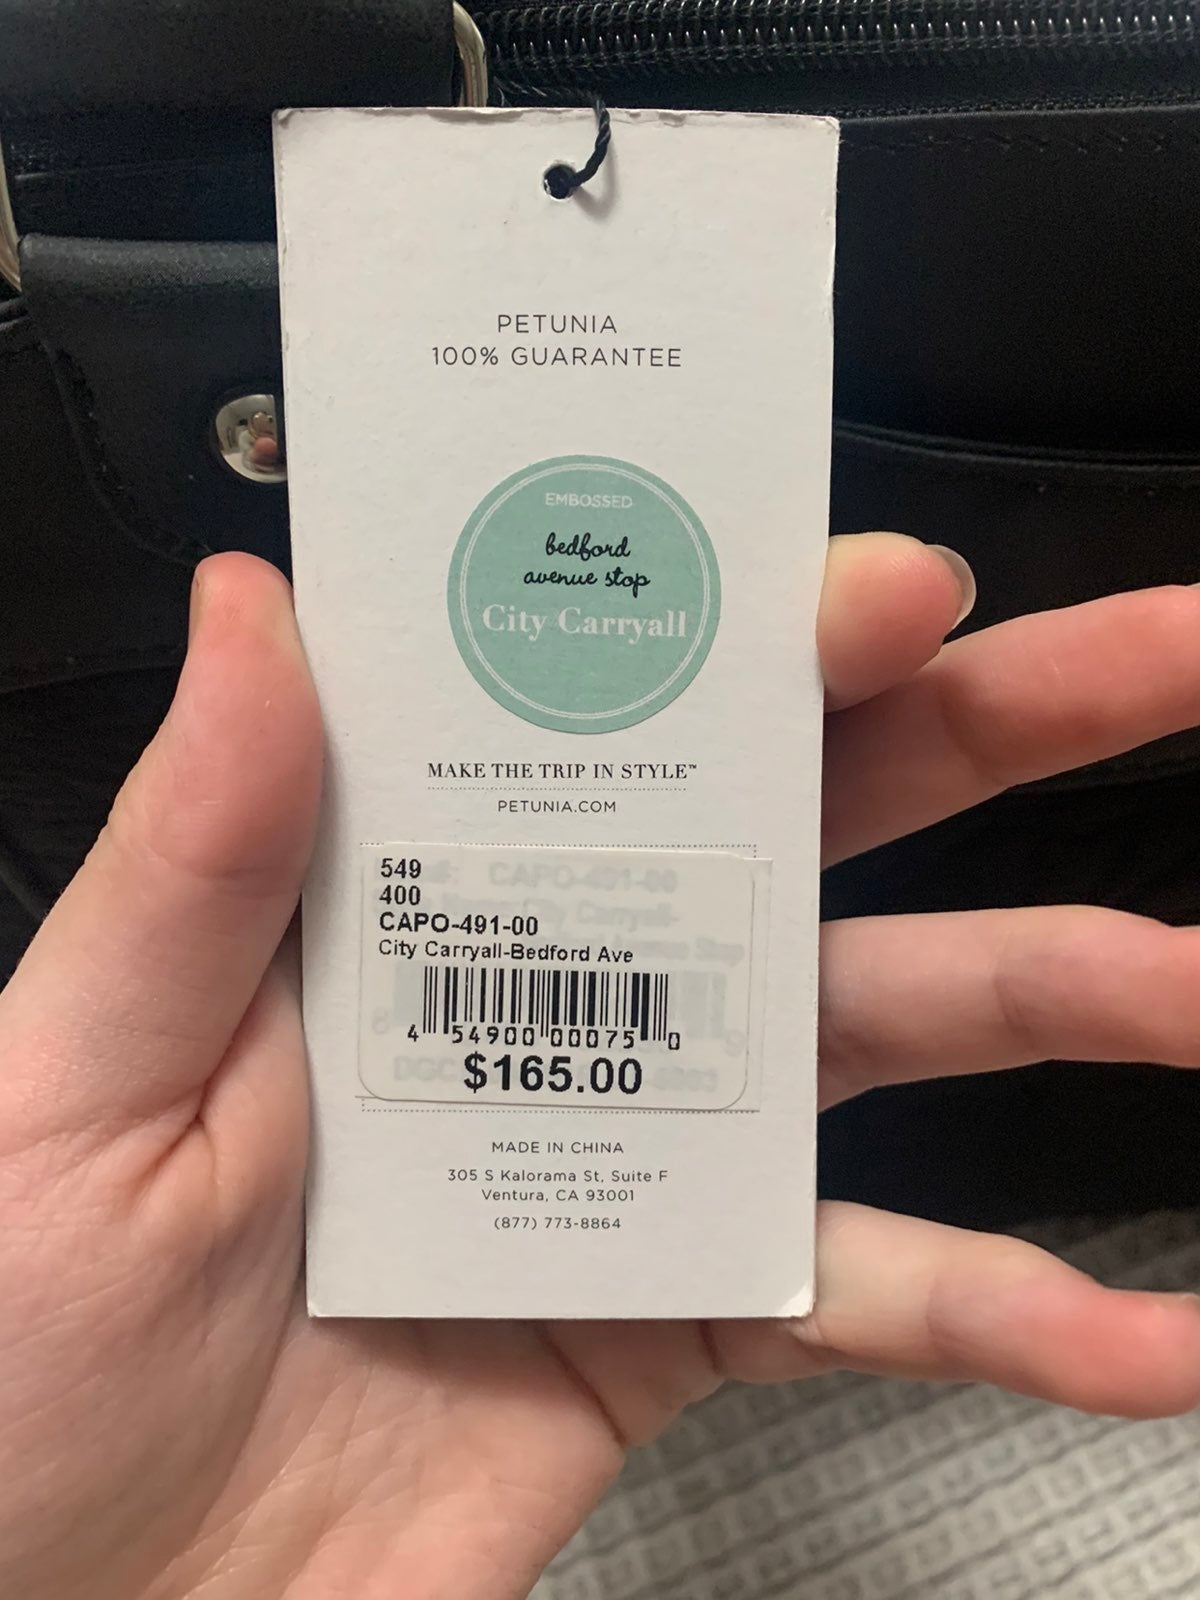 PETUNIA
100% GUARANTEE
EMBOSSED
bedford
avenue stop
City Carryall
MAKE THE TRIP IN STYLE™
PETUNIA.COM
549
400
CAPO-491-00
City Carryall-Bedford Ave
4 54900 00075 0
$165.00
MADE IN CHINA
305 S Kalorama St, Suite F
Ventura, CA 93001
(877) 773-8864